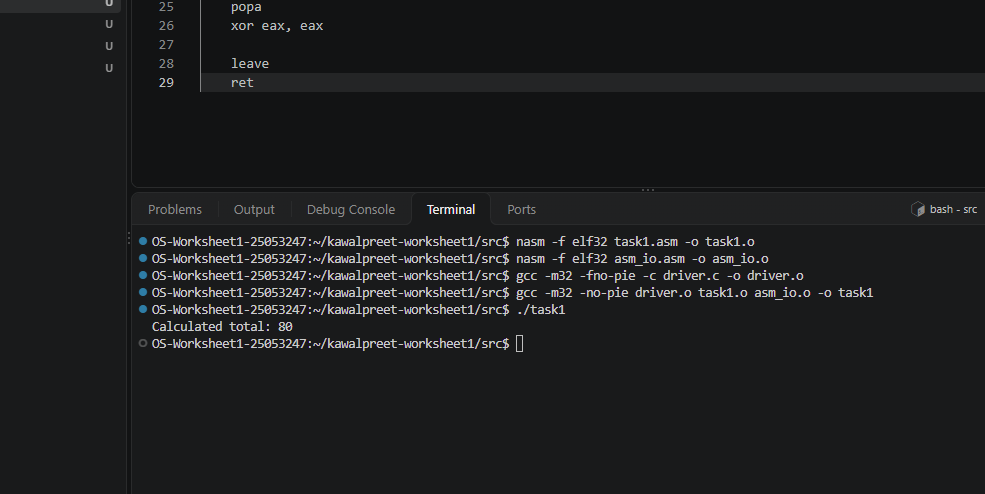 U
25 popa
U
26 xor eax, eax
U
27
U
28 leave
29 ret
Problems Output Debug Console Terminal Ports bash - src
OS-Worksheet1-25053247:~/kawalpreet-worksheet1/src$ nasm -f elf32 task1.asm -o task1.o
OS-Worksheet1-25053247:~/kawalpreet-worksheet1/src$ nasm -f elf32 asm_io.asm -o asm_io.o
OS-Worksheet1-25053247:~/kawalpreet-worksheet1/src$ gcc -m32 -fno-pie -c driver.c -o driver.o
OS-Worksheet1-25053247:~/kawalpreet-worksheet1/src$ gcc -m32 -no-pie driver.o task1.o asm_io.o -o task1
OS-Worksheet1-25053247:~/kawalpreet-worksheet1/src$ ./task1
Calculated total: 80
OS-Worksheet1-25053247:~/kawalpreet-worksheet1/src$